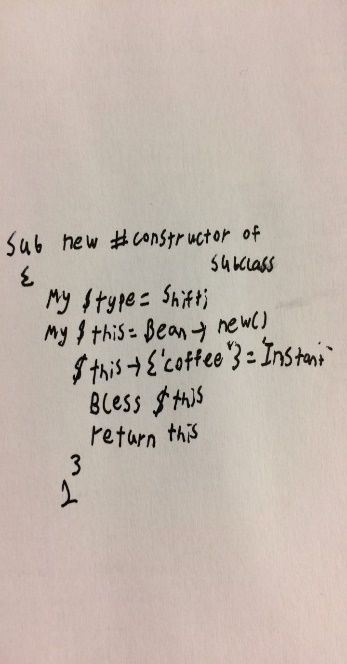 Sub new #constructor of
subclass
{
My $type = Shift;
My $this = Bean → new()
$this → {'coffee"} = Instant
Bless $this
return this
}
1